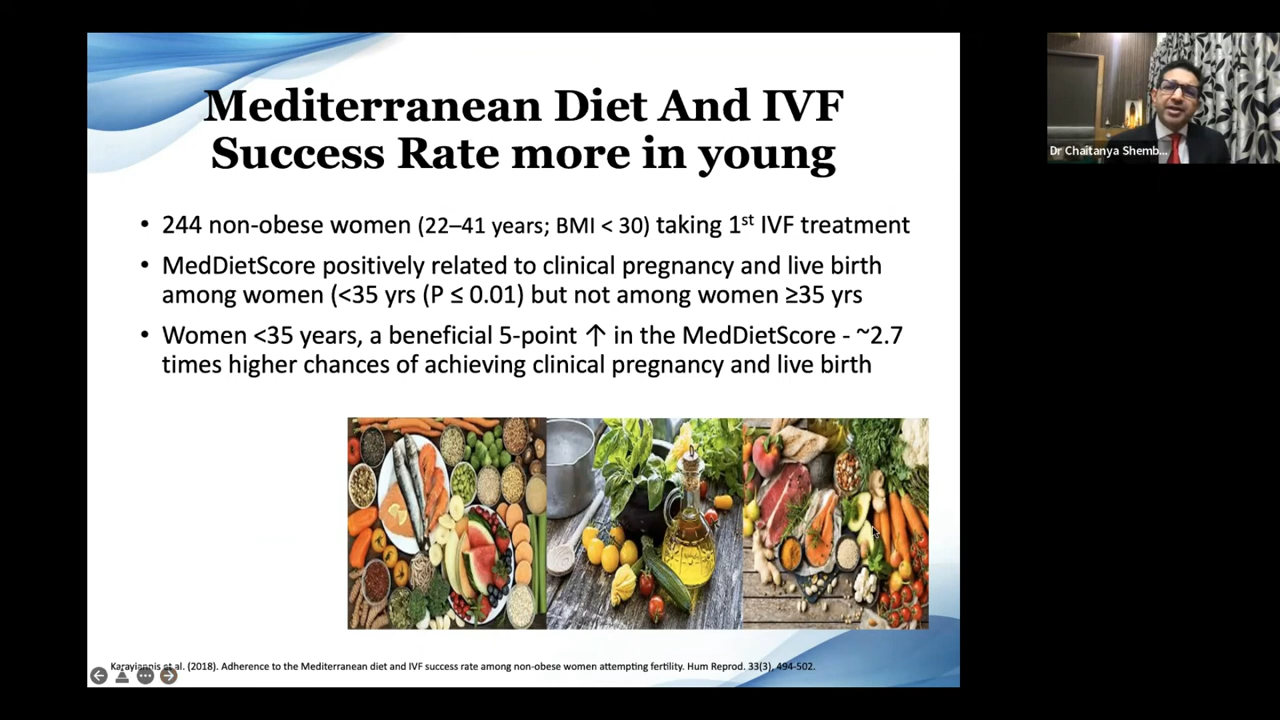 Mediterranean Diet And IVF
Success Rate more in young
• 244 non-obese women (22–41 years; BMI < 30) taking 1st IVF treatment
• MedDietScore positively related to clinical pregnancy and live birth
among women (<35 yrs (P ≤ 0.01) but not among women ≥35 yrs
• Women <35 years, a beneficial 5-point ↑ in the MedDietScore - ~2.7
times higher chances of achieving clinical pregnancy and live birth
Karayiannis et al. (2018). Adherence to the Mediterranean diet and IVF success rate among non-obese women attempting fertility. Hum Reprod. 33(3), 494-502.
Dr Chaitanya Shemb...